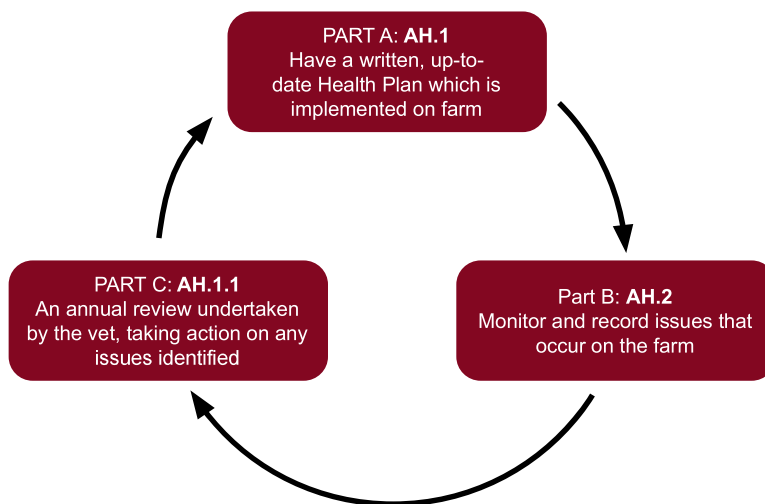 PART A: AH.1
Have a written, up-to-
date Health Plan which is
implemented on farm
PART C: AH.1.1
An annual review undertaken
by the vet, taking action on any
issues identified
Part B: AH.2
Monitor and record issues that
occur on the farm